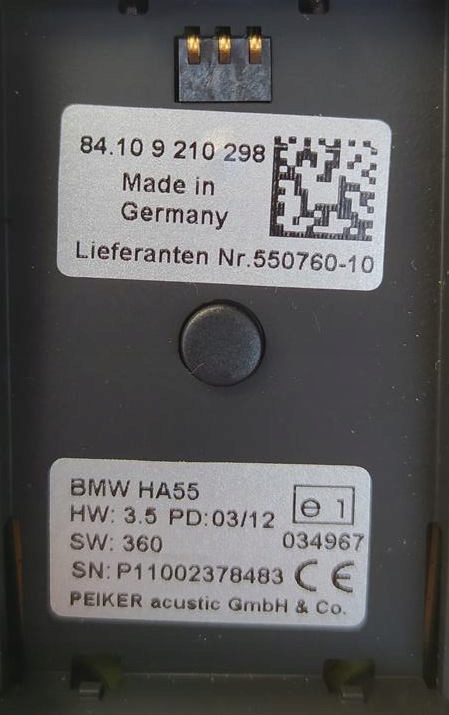 84.10 9 210 298
Made in
Germany
Lieferanten Nr.550760-10
BMW HA55
HW: 3.5 PD:03/12
e 1
SW: 360
034967
SN: P11002378483 CE
PEIKER acustic GmbH & Co.